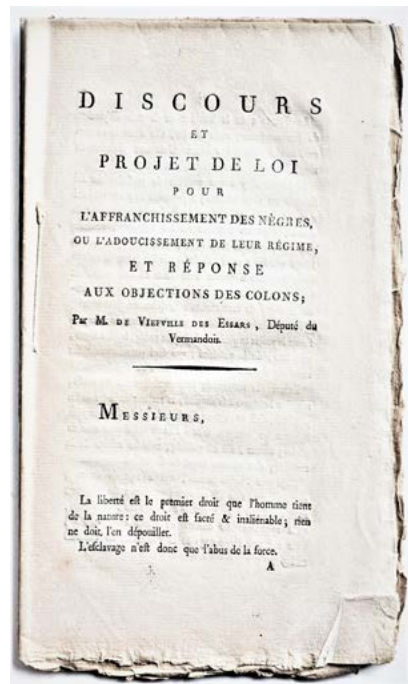 DISCOURS
ET
PROJET DE LOI
POUR
L'AFFRANCHISSEMENT DES NÈGRES,
OU L'ADOUCISSEMENT DE LEUR RÉGIME,
ET RÉPONSE
AUX OBJECTIONS DES COLONS;
Par M. DE VIEFVILLE DES ESSARS, Député du
Vermandois.
MESSIEURS,
La liberté est le premier droit que l'homme tient
de la nature: ce droit est sacré & inaliénable; rien
ne doit l'en dépouiller.
L'esclavage n'est donc que l'abus de la force.
A